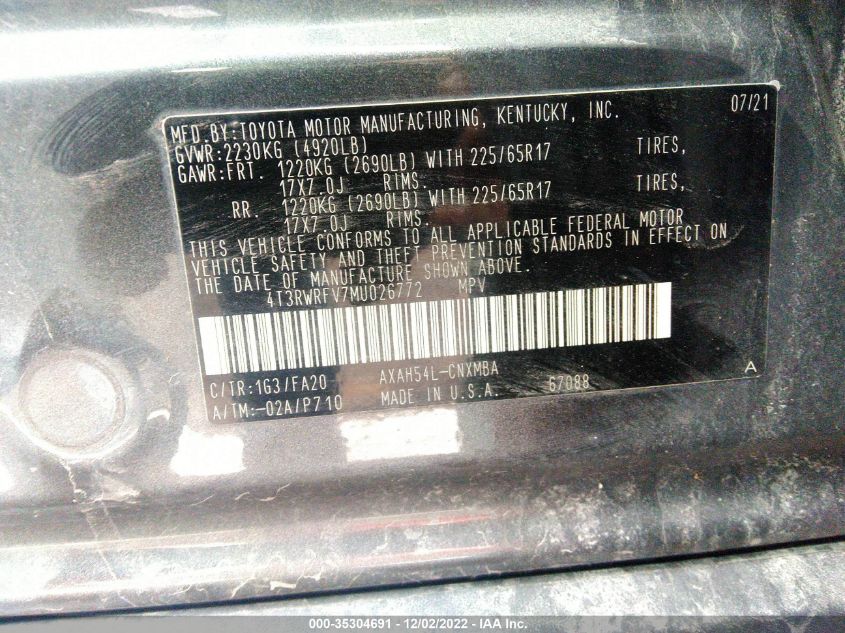 MFD.BY:TOYOTA MOTOR MANUFACTURING, KENTUCKY, INC. 07/21
GVWR:2230KG (4920LB)
GAWR:FRT. 1220KG (2690LB) WITH 225/65R17 TIRES,
17X7.0J RIMS.
RR. 1220KG (2690LB) WITH 225/65R17 TIRES,
17X7.0J RIMS.
THIS VEHICLE CONFORMS TO ALL APPLICABLE FEDERAL MOTOR
VEHICLE SAFETY AND THEFT PREVENTION STANDARDS IN EFFECT ON
THE DATE OF MANUFACTURE SHOWN ABOVE.
4T3RWRFV7MU026772 MPV
C/TR:1G3/FA20 AXAH54L-CNXMBA A
A/TM:-02A/P710 MADE IN U.S.A. 67088
000-35304691 - 12/02/2022 - IAA Inc.